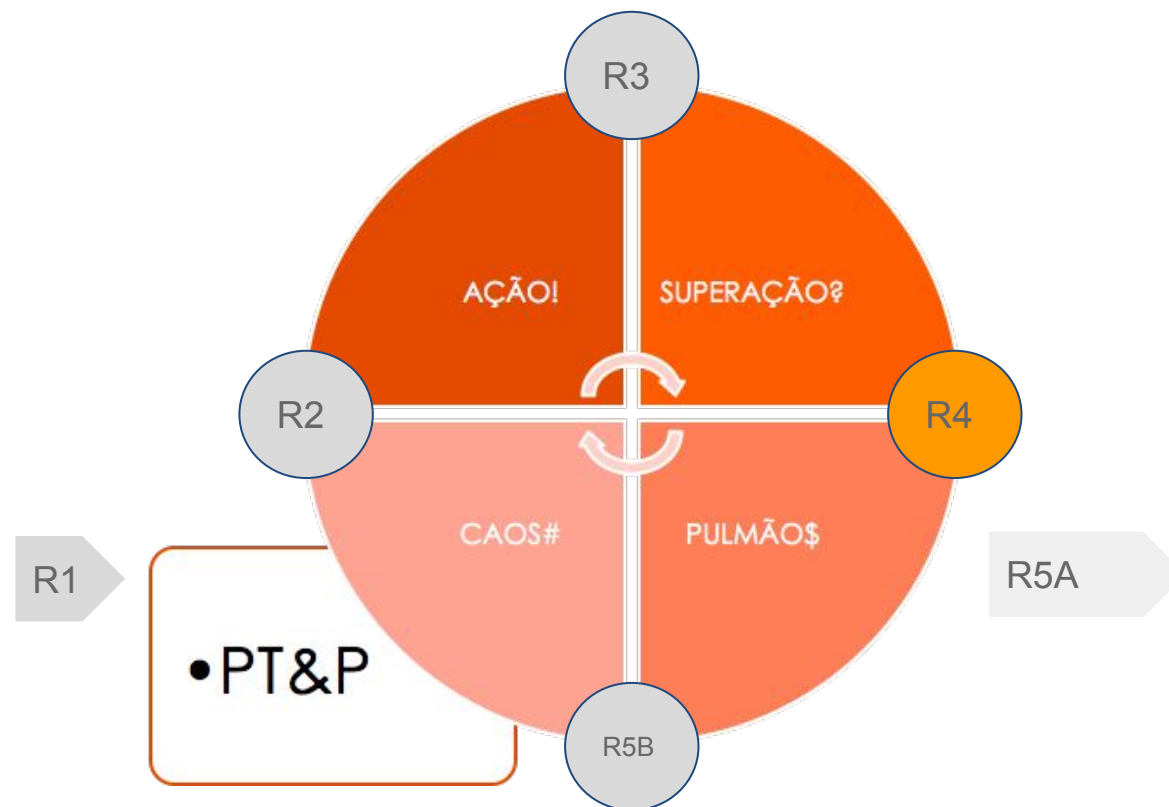 R3
AÇÃO!
SUPERAÇÃO?
R2
R4
CAOS#
PULMÃO$
R1
R5A
•PT&P
R5B